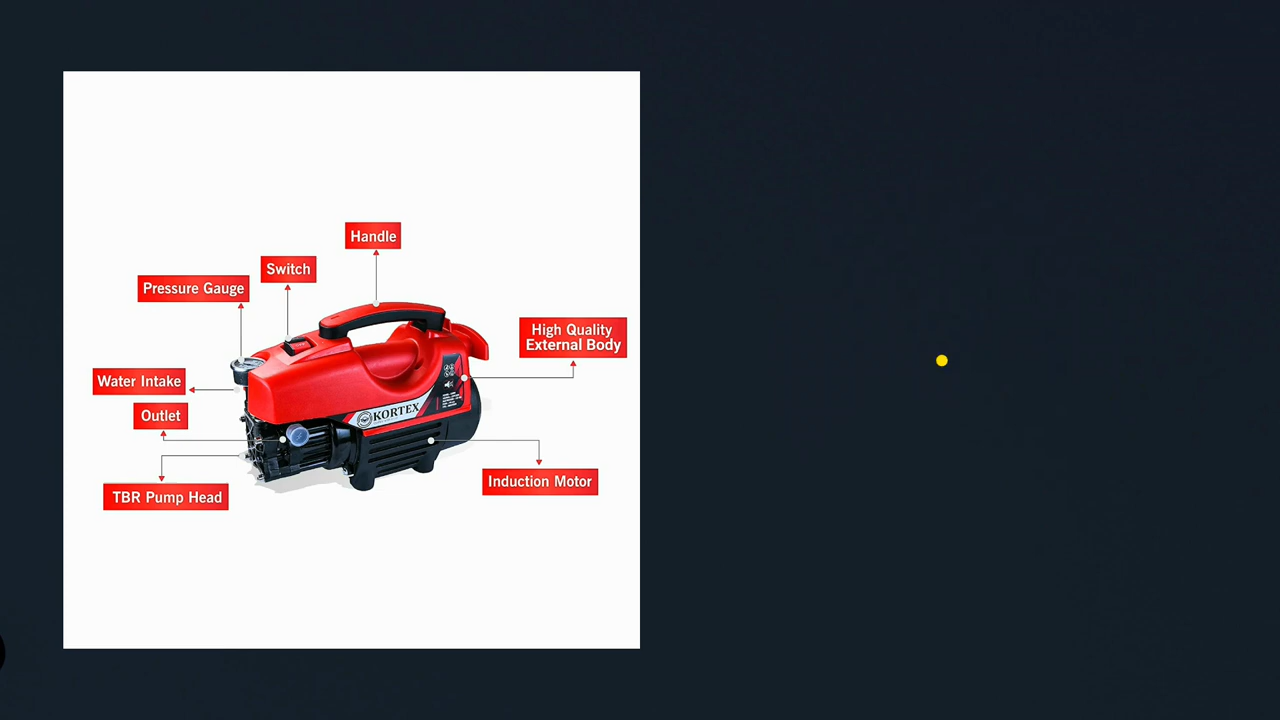 Handle
Switch
Pressure Gauge
High Quality
External Body
Water Intake
Outlet
KORTEX
Induction Motor
TBR Pump Head